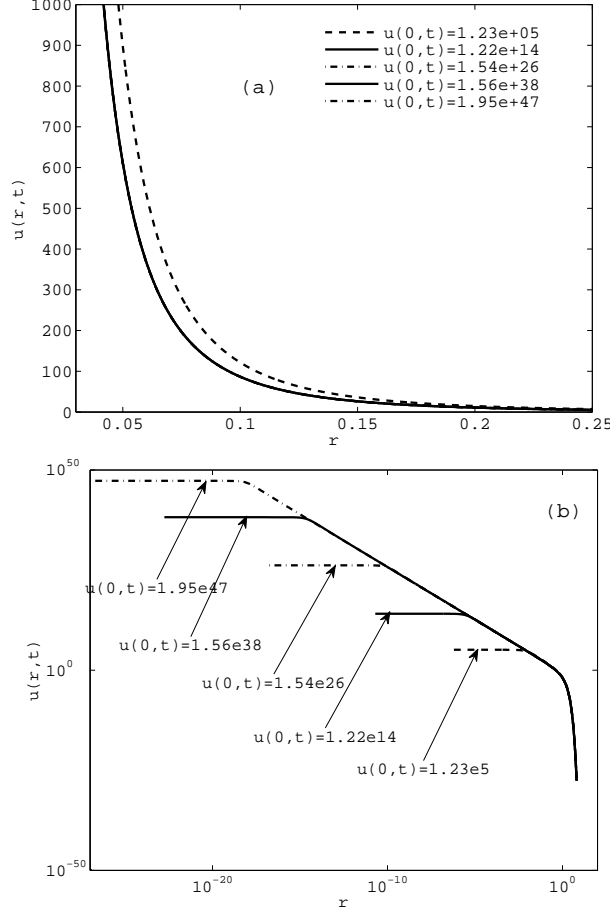 1000
900
800
700
600
500
400
300
200
100
0
u(r,t)
u(0,t)=1.23e+05
u(0,t)=1.22e+14
u(0,t)=1.54e+26
u(0,t)=1.56e+38
u(0,t)=1.95e+47
(a)
0.05 0.1 0.15 0.2 0.25
r
10^50
10^0
10^-50
u(r,t)
(b)
u(0,t)=1.95e47
u(0,t)=1.56e38
u(0,t)=1.54e26
u(0,t)=1.22e14
u(0,t)=1.23e5
10^-20 10^-10 10^0
r